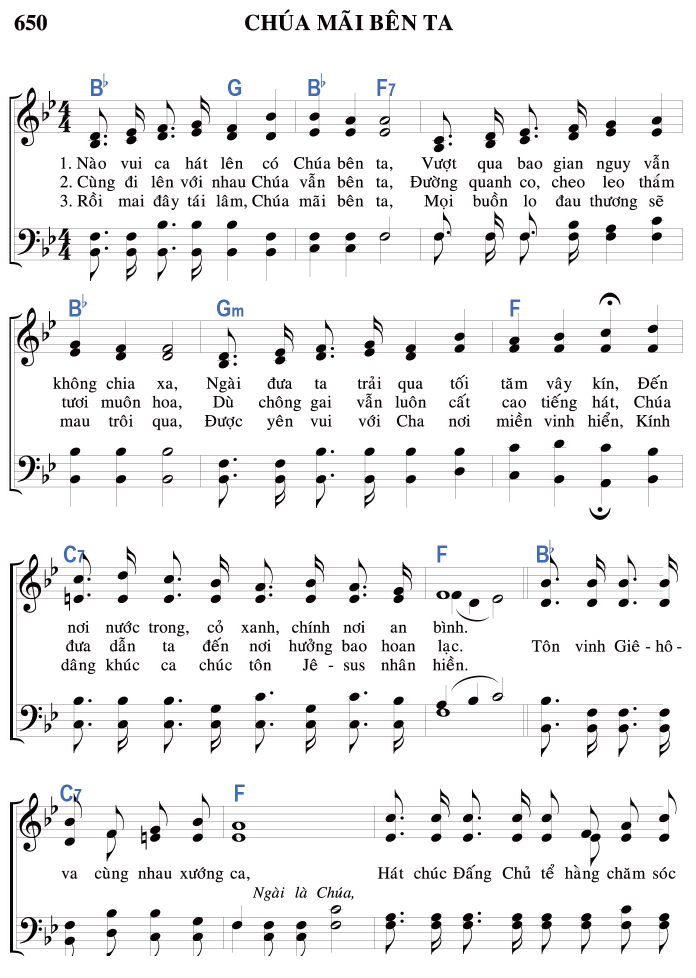 650 CHÚA MÃI BÊN TA
B♭ G B♭ F7
4/4
1. Nào vui ca hát lên có Chúa bên ta, Vượt qua bao gian nguy vẫn
2. Cùng đi lên với nhau Chúa vẫn bên ta, Đường quanh co, cheo leo thấm
3. Rồi mai đây tái lâm, Chúa mãi bên ta, Mọi buồn lo đau thương sẽ
4/4
B♭ Gm F
không chia xa, Ngài đưa ta trải qua tối tăm vây kín, Đến
tươi muôn hoa, Dù chông gai vẫn luôn cất cao tiếng hát, Chúa
mau trôi qua, Được yên vui với Cha nơi miền vinh hiển, Kính
C7 F B♭
nơi nước trong, cỏ xanh, chính nơi an bình.
đưa dẫn ta đến nơi hưởng bao hoan lạc. Tôn vinh Giê-hô-
dâng khúc ca chúc tôn Jê-sus nhân hiền.
C7 F
va cùng nhau xướng ca, Hát chúc Đấng Chủ tể hằng chăm sóc
Ngài là Chúa,